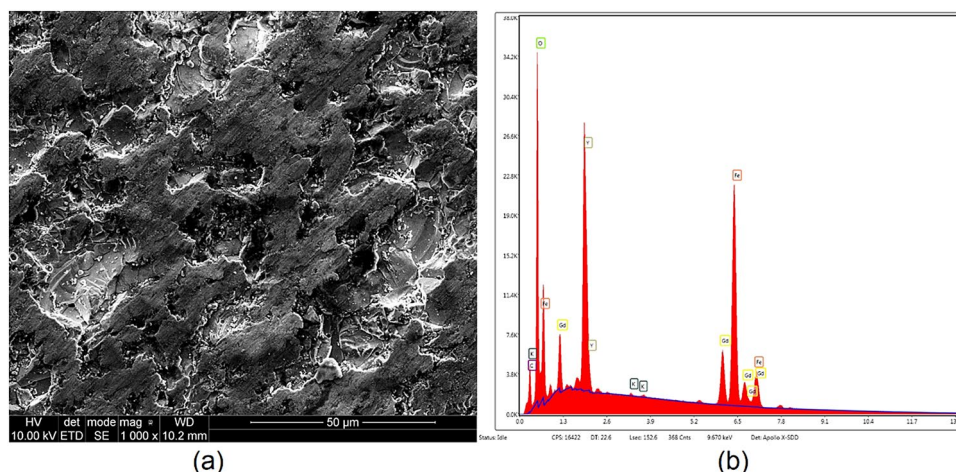 HV det mode mag WD
10.00 kV ETD SE 1 000 x 10.2 mm
50 µm
(a)
38.0K
34.2K
30.4K
26.6K
22.8K
19.0K
15.2K
11.4K
7.6K
3.8K
0.0K
O
Y
Fe
Fe
Gd
Y
K
C
K
K
Gd
Fe
Gd
Gd
Gd
0.0
1.3
2.6
3.9
5.2
6.5
7.8
9.1
10.4
11.7
Status: Idle
CPS: 16422
DT: 22.6
Lsec: 152.6
368 Cnts
9.670 keV
Det: Apollo X-SDD
(b)